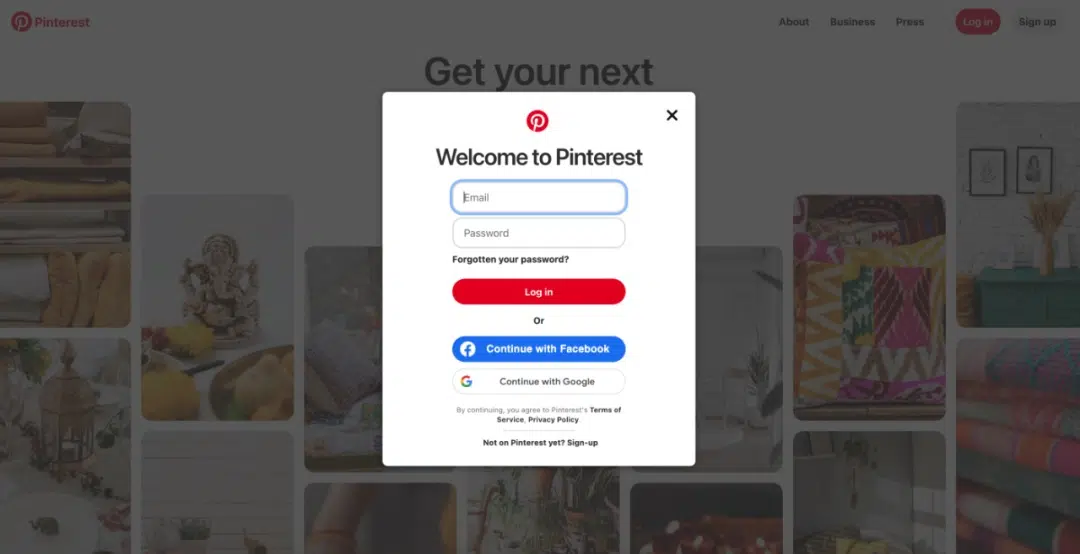 Pinterest
About
Business
Press
Log in
Sign up
Get your next
Welcome to Pinterest
Email
Password
Forgotten your password?
Log in
Or
Continue with Facebook
Continue with Google
By continuing, you agree to Pinterest's Terms of
Service, Privacy Policy
Not on Pinterest yet? Sign-up